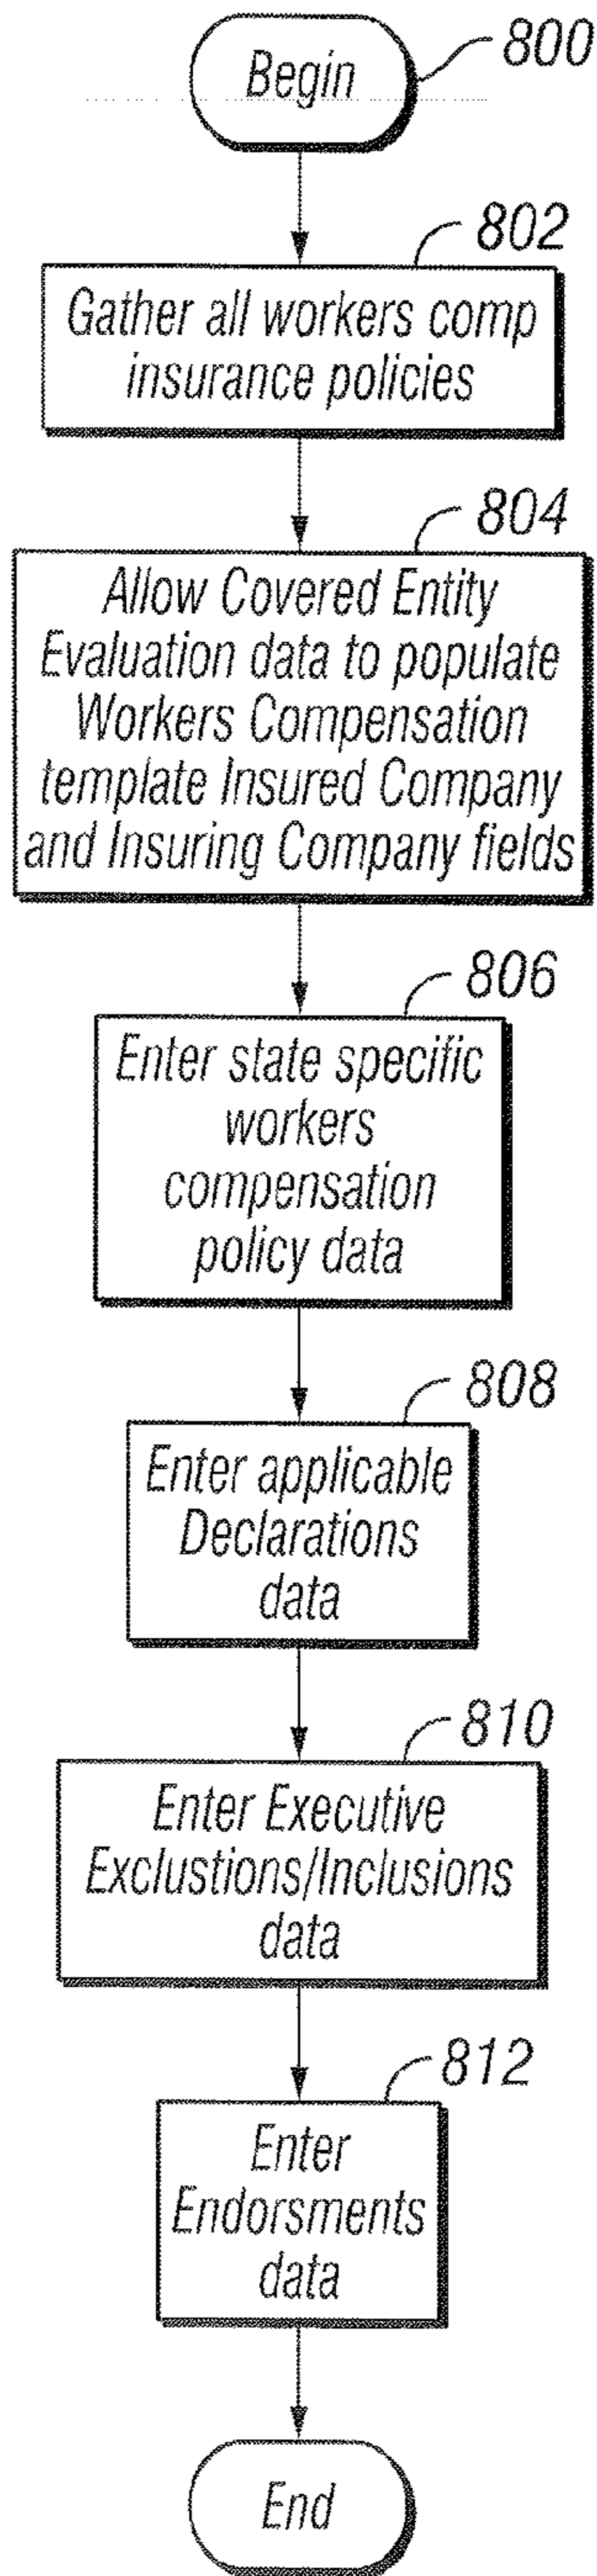 Begin
800
802
Gather all workers comp
insurance policies
804
Allow Covered Entity
Evaluation data to populate
Workers Compensation
template Insured Company
and Insuring Company fields
806
Enter state specific
workers
compensation
policy data
808
Enter applicable
Declarations
data
810
Enter Executive
Exclustions/Inclusions
data
812
Enter
Endorsments
data
End